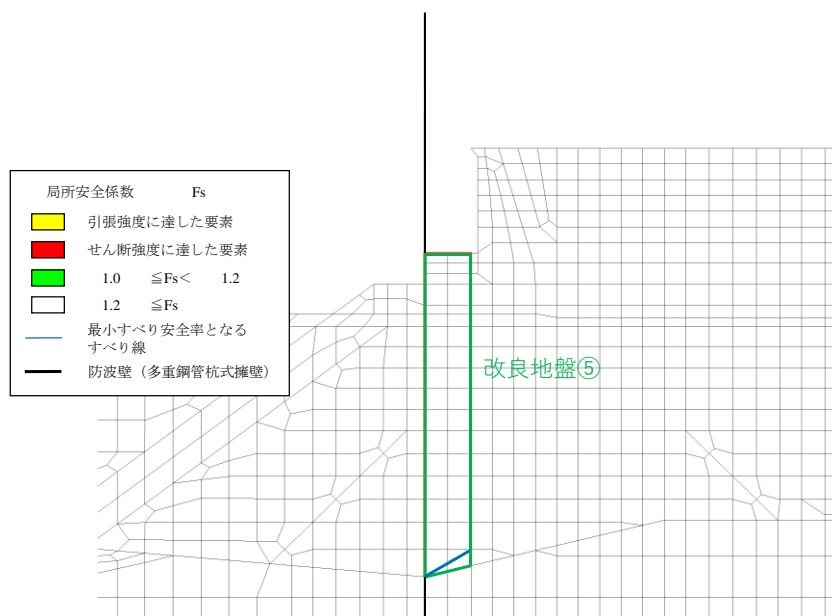 局所安全係数 Fs
引張強度に達した要素
せん断強度に達した要素
1.0 ≦Fs< 1.2
1.2 ≦Fs
最小すべり安全率となる
すべり線
防波壁（多重鋼管杭式擁壁）
改良地盤⑤